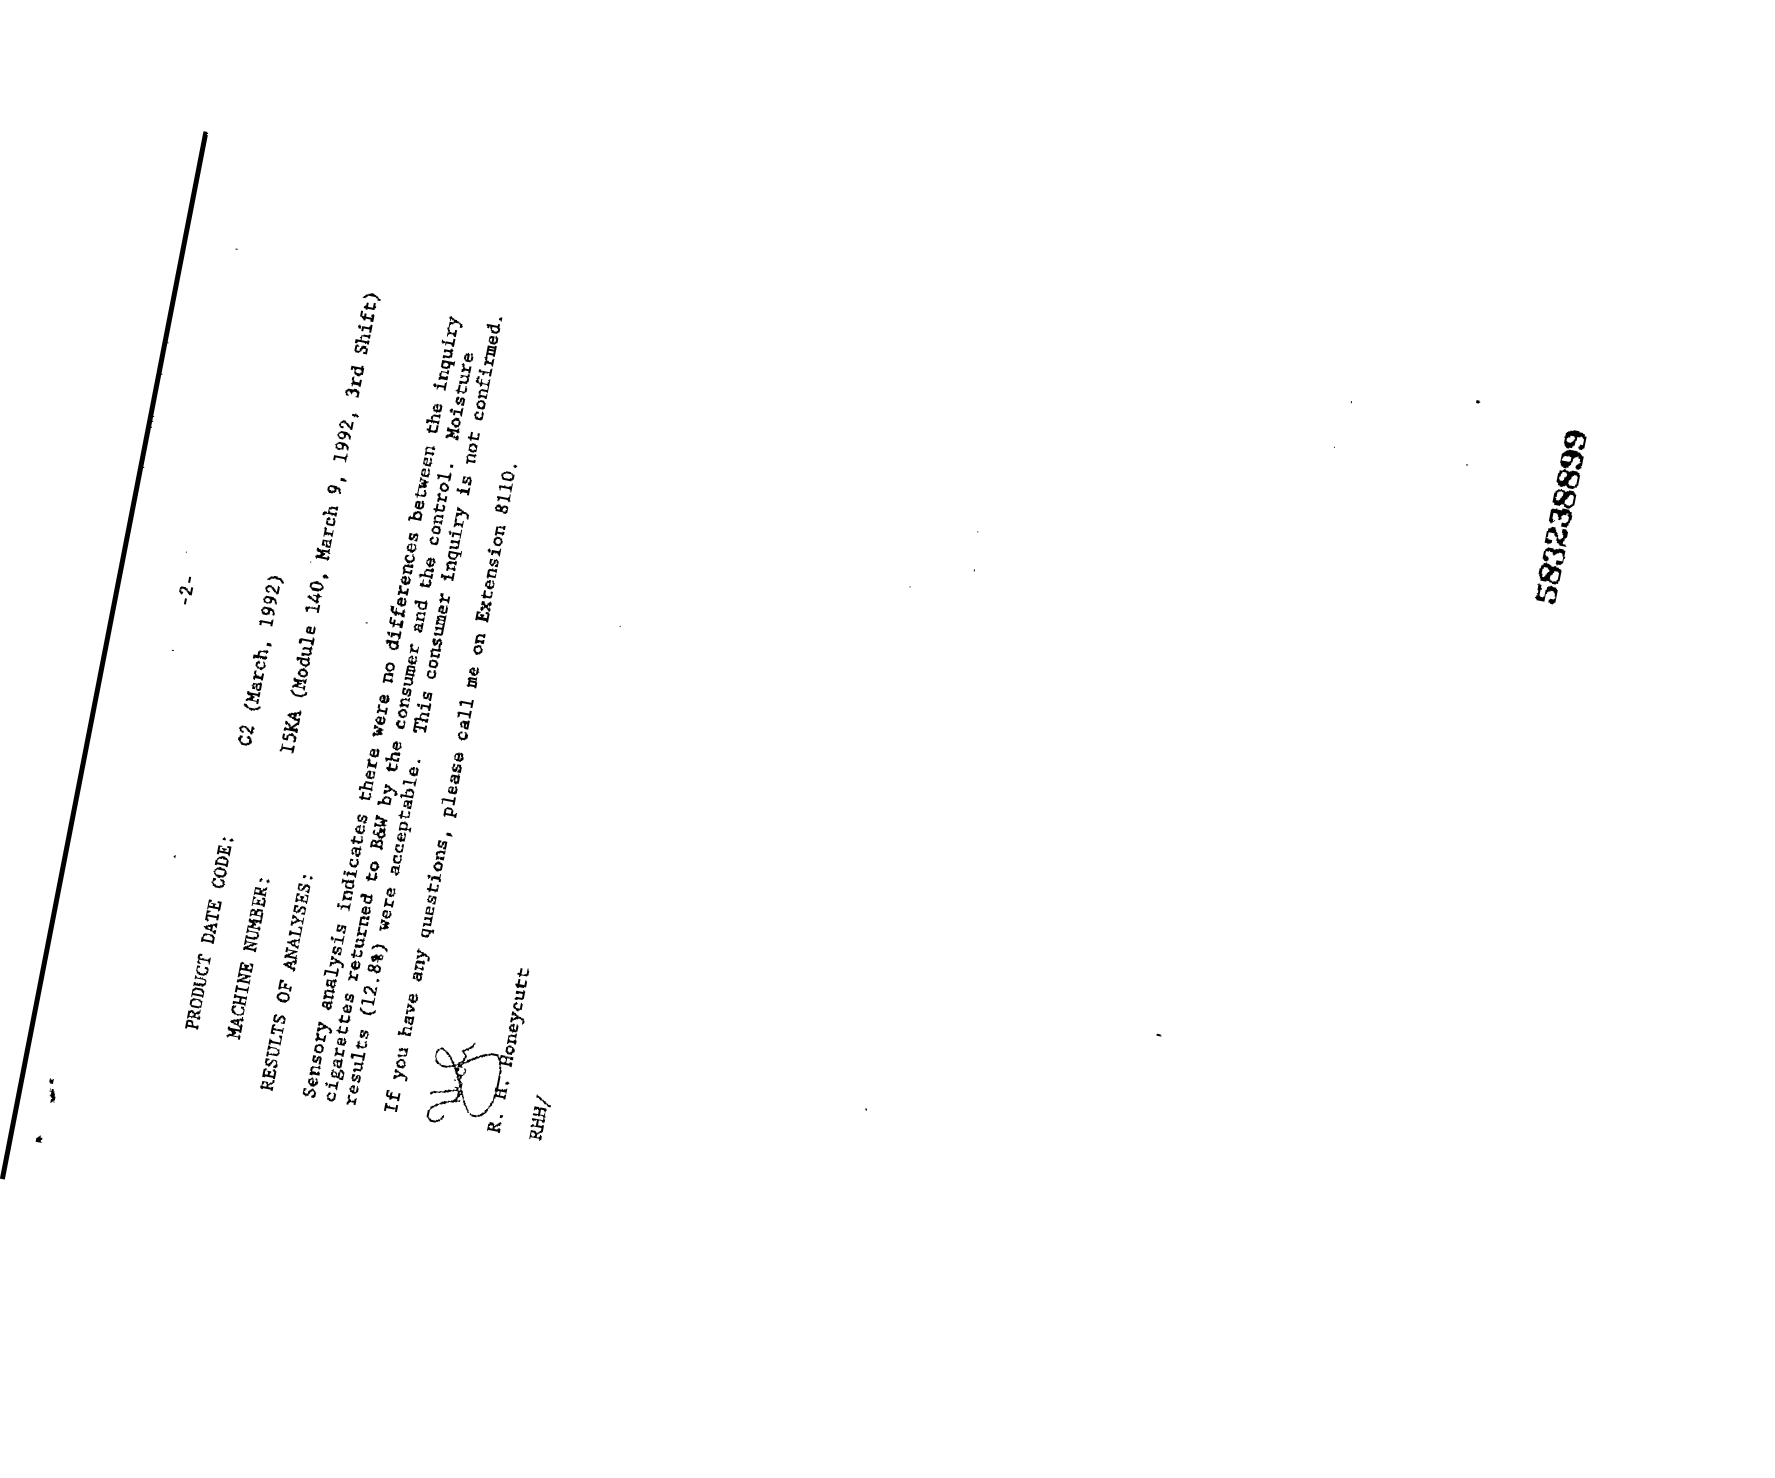 -2-
PRODUCT DATE CODE: C2 (March, 1992)
MACHINE NUMBER: I5KA (Module 140, March 9, 1992, 3rd Shift)
RESULTS OF ANALYSES:
Sensory analysis indicates there were no differences between the inquiry
cigarettes returned to B&W by the consumer and the control. Moisture
results (12.8%) were acceptable. This consumer inquiry is not confirmed.
If you have any questions, please call me on Extension 8110.
R. H. Honeycutt
RHH/
583238899